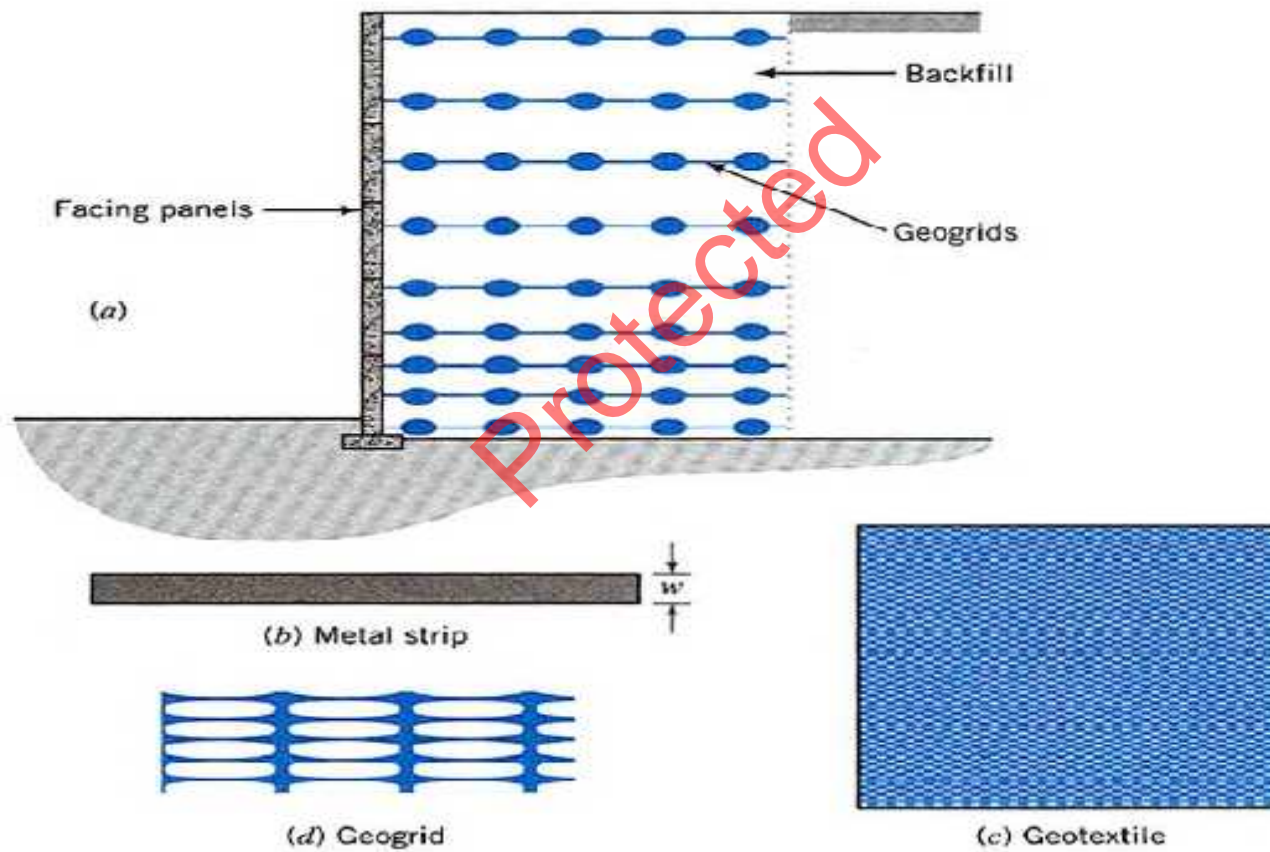 Backfill
Facing panels
Geogrids
(a)
Protected
w
(b) Metal strip
(d) Geogrid
(c) Geotextile